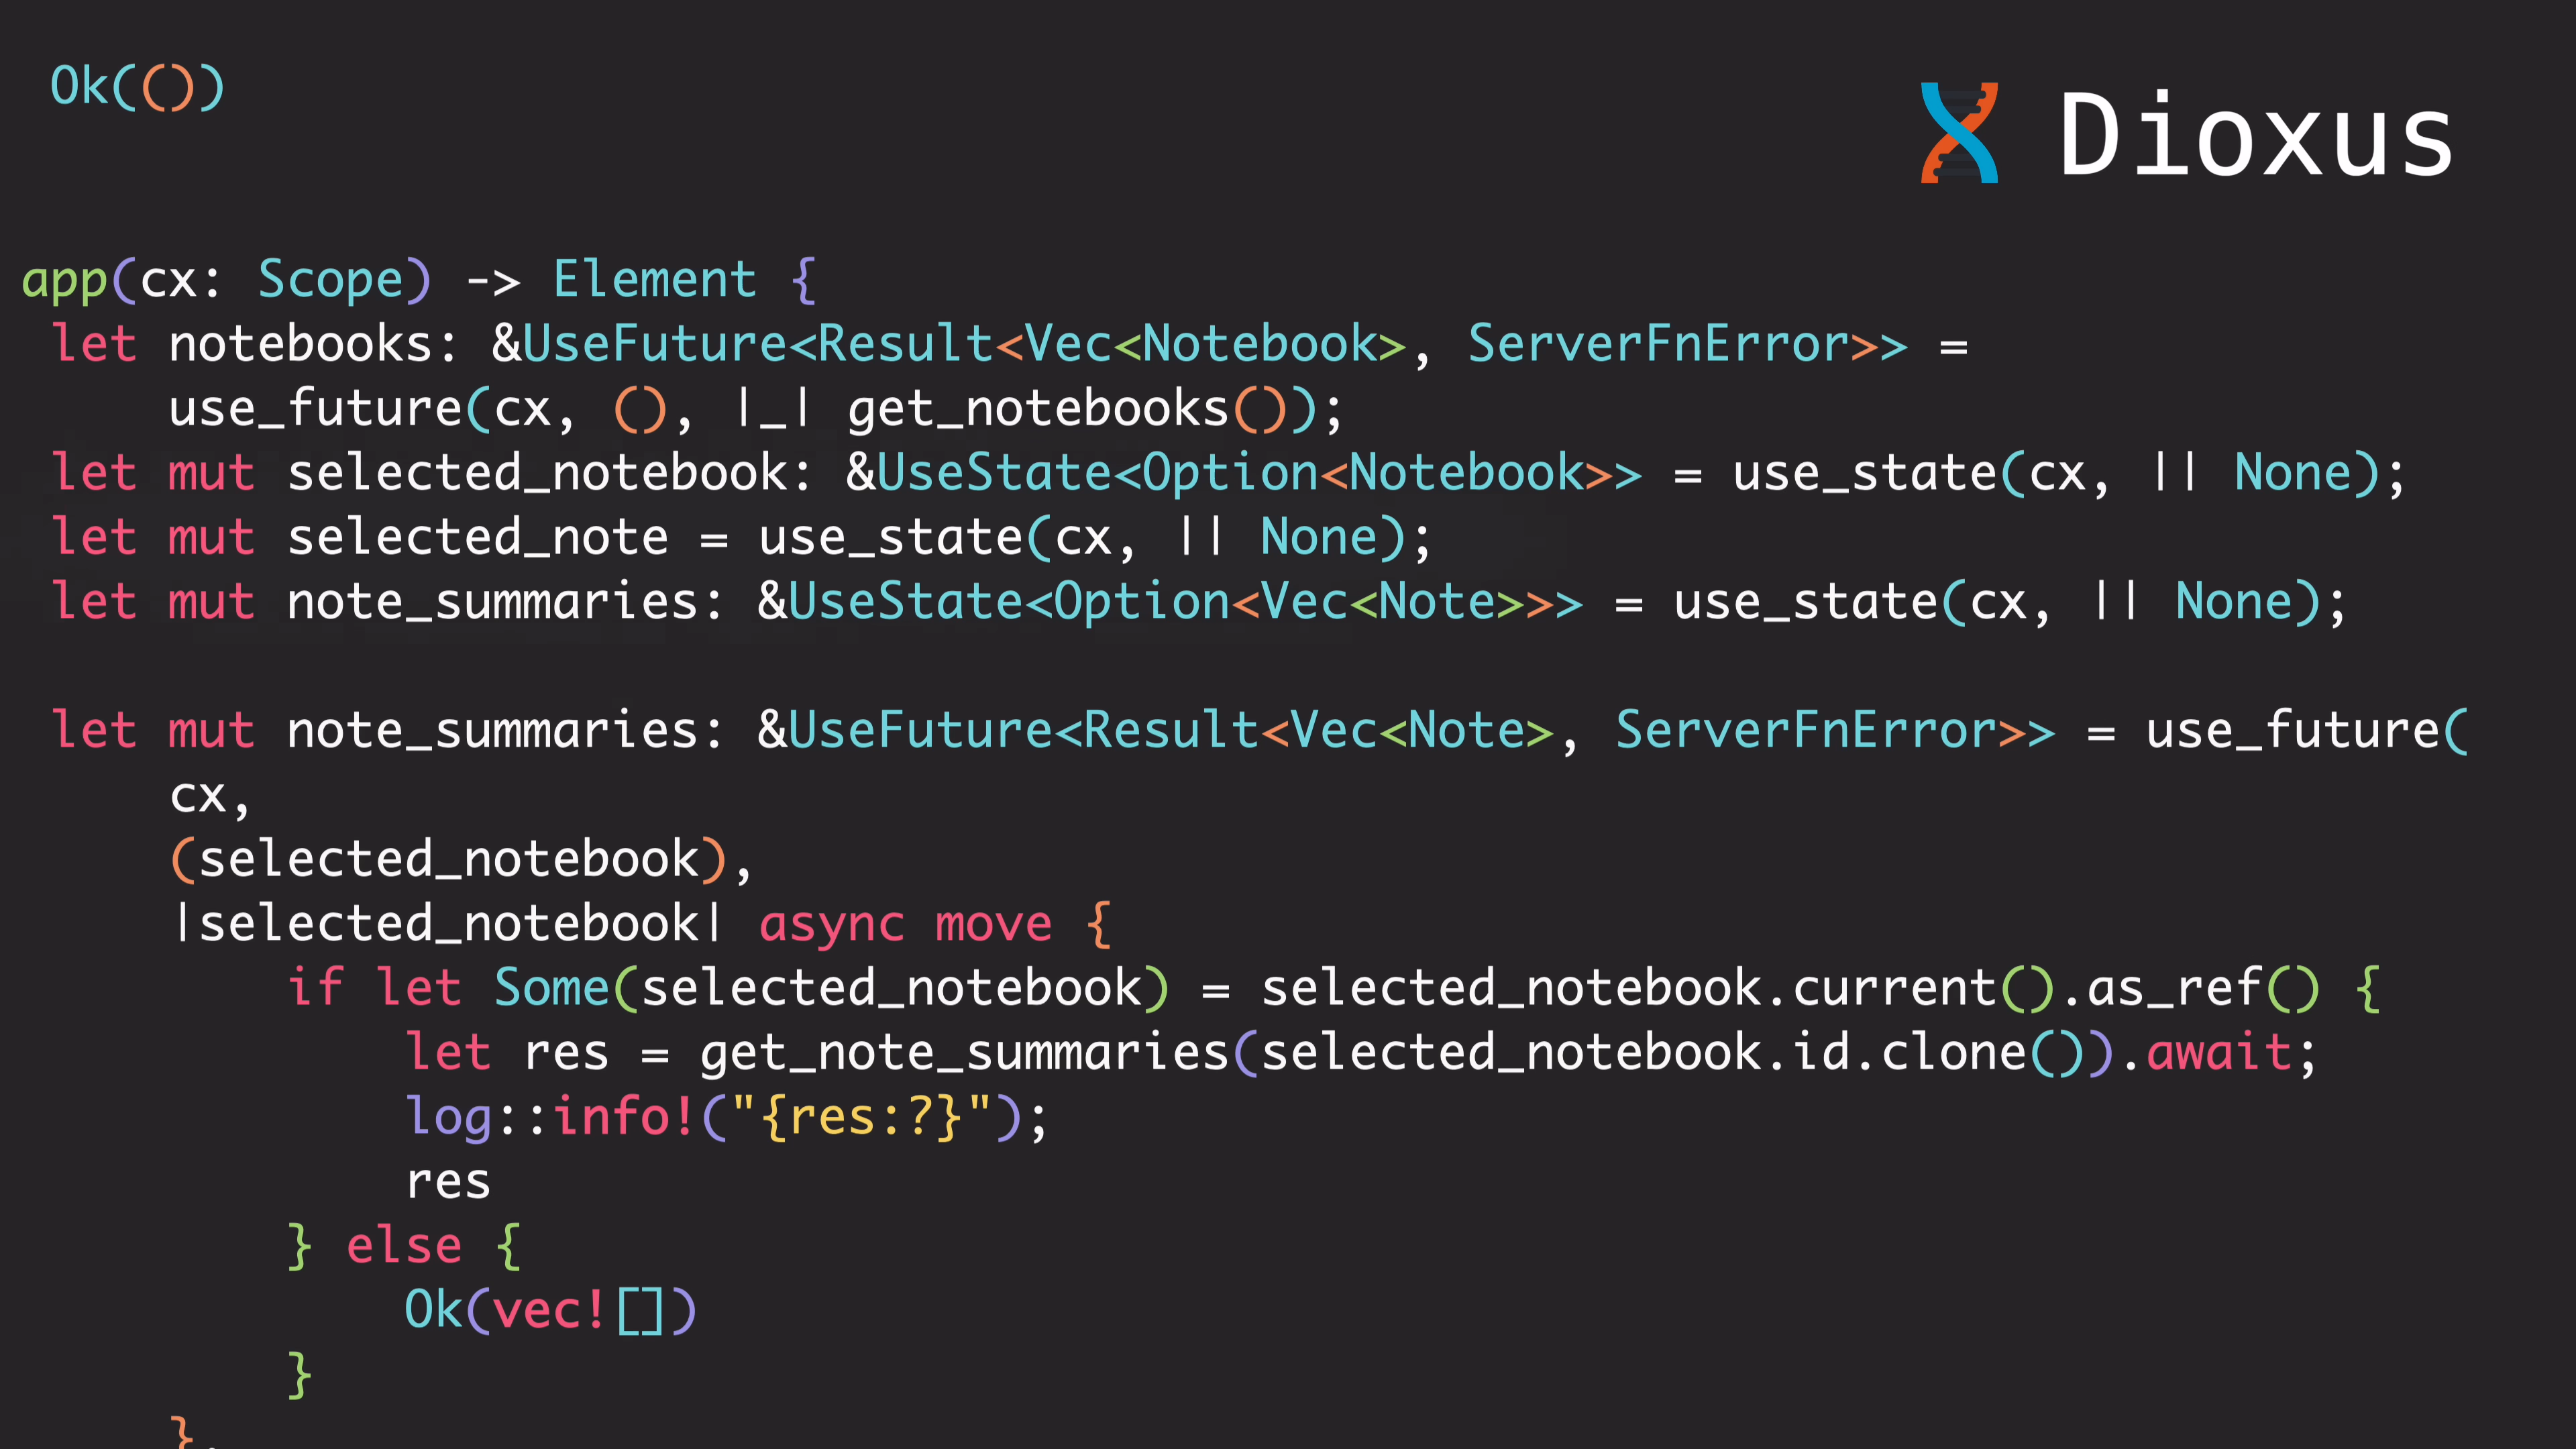 Ok(())
Dioxus
app(cx: Scope) -> Element {
let notebooks: &UseFuture<Result<Vec<Notebook>, ServerFnError>> =
use_future(cx, (), |_| get_notebooks());
let mut selected_notebook: &UseState<Option<Notebook>> = use_state(cx, || None);
let mut selected_note = use_state(cx, || None);
let mut note_summaries: &UseState<Option<Vec<Note>>> = use_state(cx, || None);
let mut note_summaries: &UseFuture<Result<Vec<Note>, ServerFnError>> = use_future(
cx,
(selected_notebook),
|selected_notebook| async move {
if let Some(selected_notebook) = selected_notebook.current().as_ref() {
let res = get_note_summaries(selected_notebook.id.clone()).await;
log::info!("{res:?}");
res
} else {
Ok(vec![])
}
},